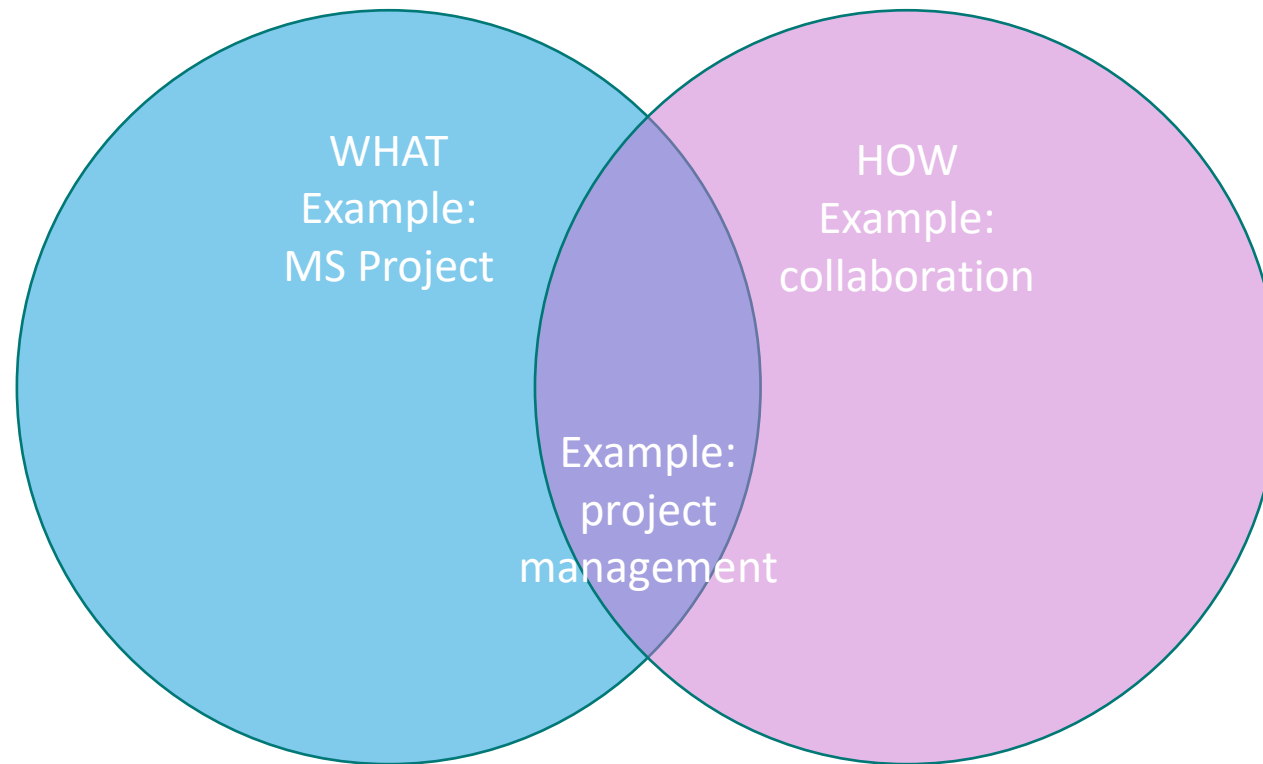 WHAT
Example:
MS Project
HOW
Example:
collaboration
Example:
project
management